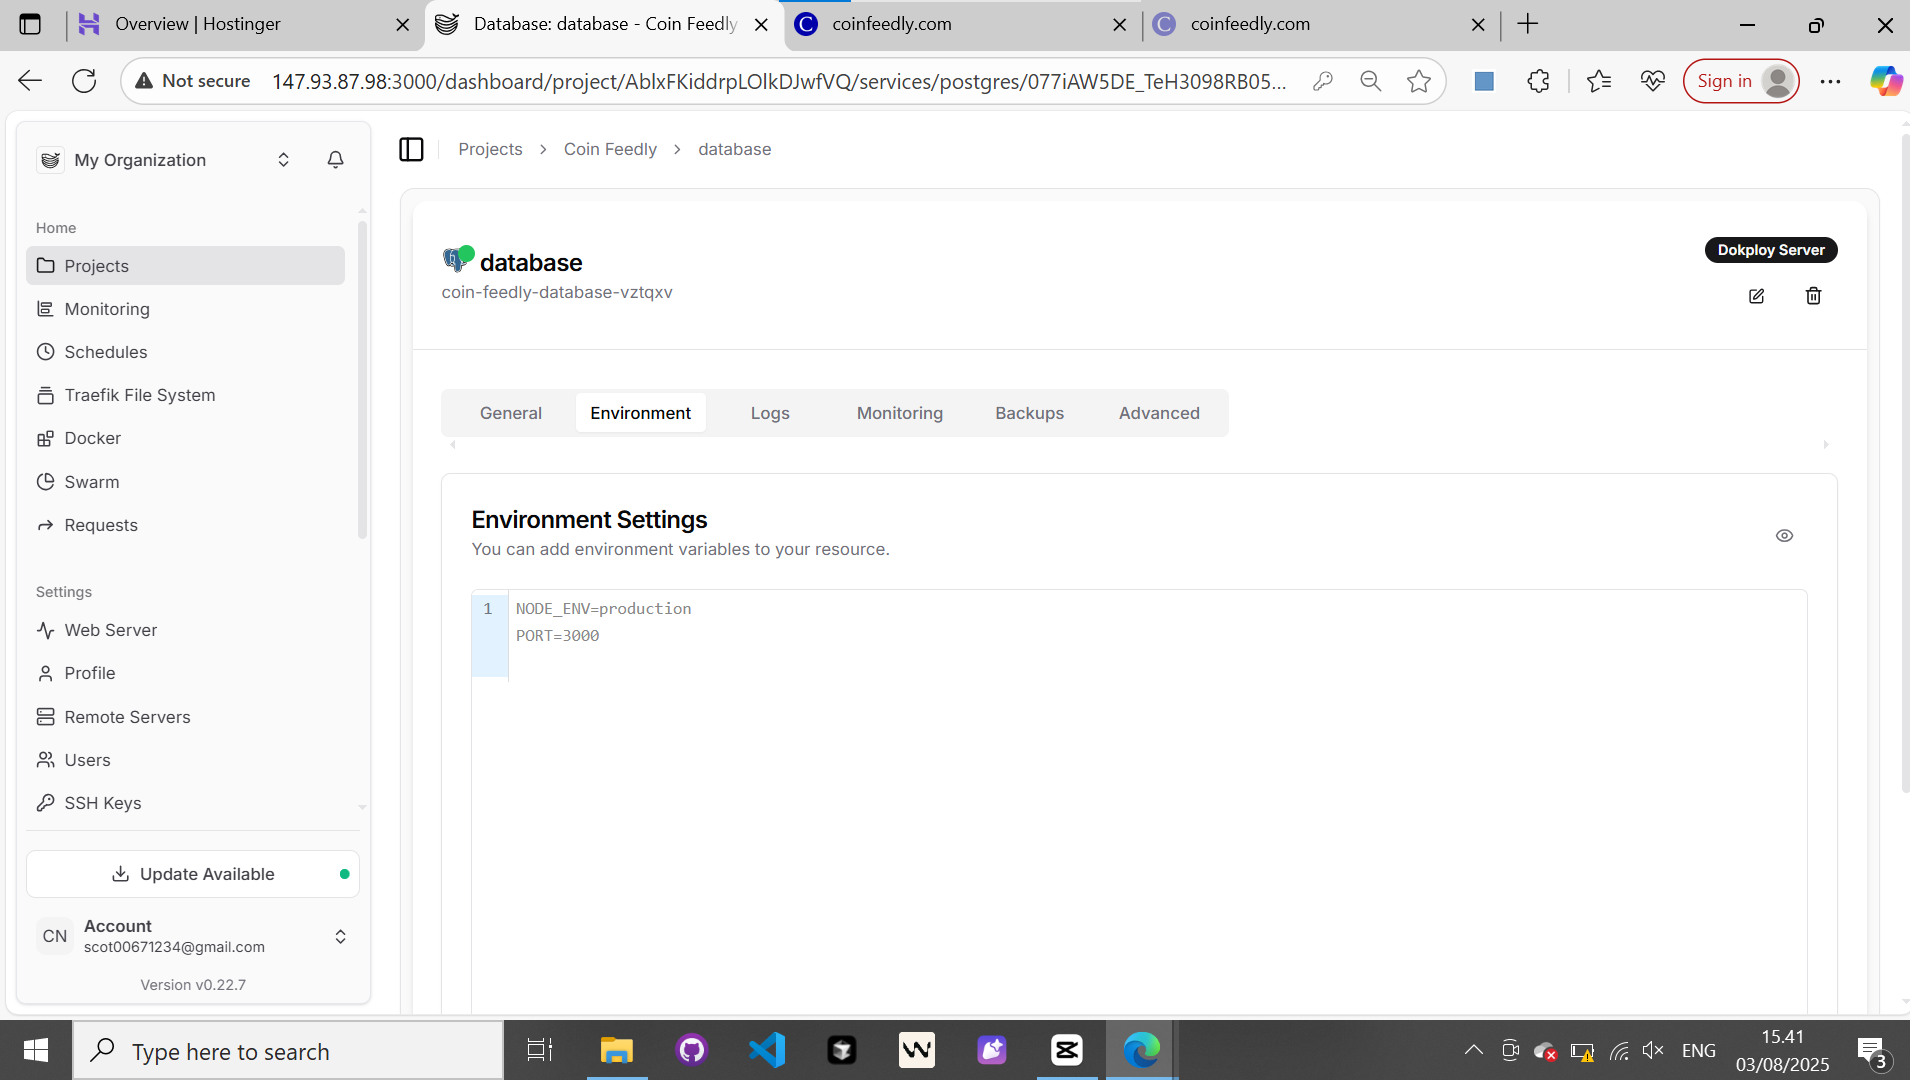 Overview | Hostinger
Database: database - Coin Feedly
coinfeedly.com
coinfeedly.com
Not secure
147.93.87.98:3000/dashboard/project/AblxFKiddrpLOlkDJwfVQ/services/postgres/077iAW5DE_TeH3098RB05...
Sign in
My Organization
Home
Projects
Monitoring
Schedules
Traefik File System
Docker
Swarm
Requests
Settings
Web Server
Profile
Remote Servers
Users
SSH Keys
Update Available
CN
Account
scot00671234@gmail.com
Version v0.22.7
Projects > Coin Feedly > database
database
coin-feedly-database-vztqxv
Dokploy Server
General
Environment
Logs
Monitoring
Backups
Advanced
Environment Settings
You can add environment variables to your resource.
1
NODE_ENV=production
PORT=3000
Type here to search
ENG
15.41
03/08/2025
3